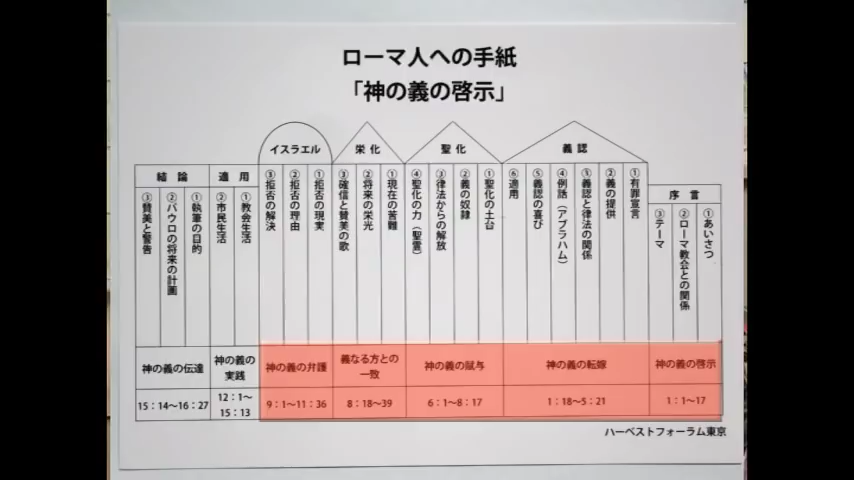 ローマ人への手紙
「神の義の啓示」
序言
①あいさつ
②ローマ教会との関係
③テーマ
神の義の啓示
1：1～17
義認
①有罪宣言
②義の提供
③義認と律法の関係
④例話（アブラハム）
⑤義認の喜び
⑥適用
神の義の転嫁
1：18～5：21
聖化
①聖化の土台
②義の奴隷
③律法からの解放
④聖化の力（聖霊）
神の義の賦与
6：1～8：17
栄化
①現在の苦難
②将来の栄光
③確信と賛美の歌
義なる方との
一致
8：18～39
イスラエル
①拒否の現実
②拒否の理由
③拒否の解決
神の義の弁護
9：1～11：36
適用
①教会生活
②市民生活
神の義の
実践
12：1～
15：13
結論
①執筆の目的
②パウロの将来の計画
③賛美と警告
神の義の伝達
15：14～16：27
ハーベストフォーラム東京